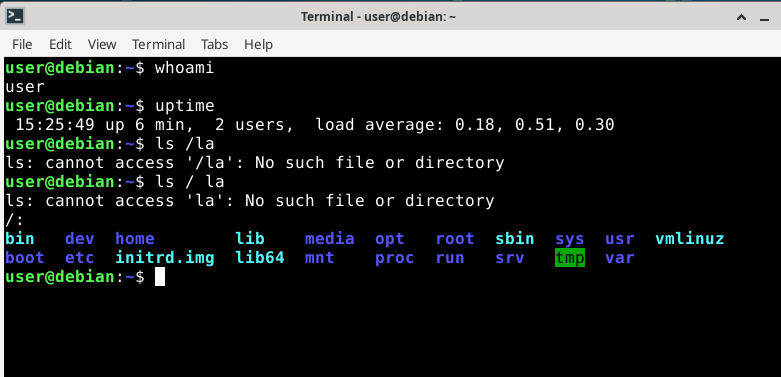 Terminal - user@debian: ~
File Edit View Terminal Tabs Help
user@debian:~$ whoami
user
user@debian:~$ uptime
 15:25:49 up 6 min,  2 users,  load average: 0.18, 0.51, 0.30
user@debian:~$ ls /la
ls: cannot access '/la': No such file or directory
user@debian:~$ ls / la
ls: cannot access 'la': No such file or directory
/:
bin   dev  home        lib    media  opt   root  sbin  sys  usr  vmlinuz
boot  etc  initrd.img  lib64  mnt    proc  run   srv   tmp  var
user@debian:~$